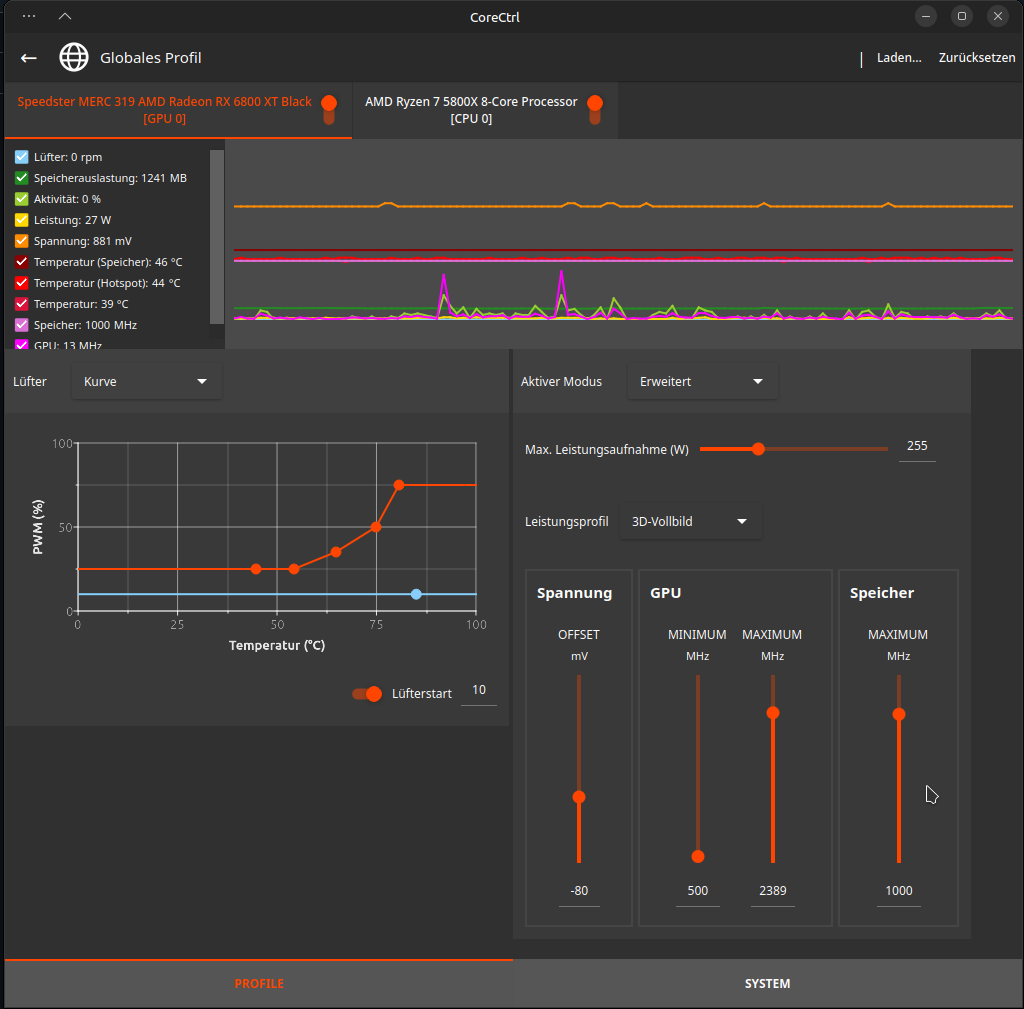 CoreCtrl
Globales Profil
Laden...
Zurücksetzen
Speedster MERC 319 AMD Radeon RX 6800 XT Black
[GPU 0]
AMD Ryzen 7 5800X 8-Core Processor
[CPU 0]
Lüfter: 0 rpm
Speicherauslastung: 1241 MB
Aktivität: 0 %
Leistung: 27 W
Spannung: 881 mV
Temperatur (Speicher): 46 °C
Temperatur (Hotspot): 44 °C
Temperatur: 39 °C
Speicher: 1000 MHz
GPU: 13 MHz
Lüfter
Kurve
100
50
0
PWM (%)
0 25 50 75 100
Temperatur (°C)
Lüfterstart 10
Aktiver Modus
Erweitert
Max. Leistungsaufnahme (W)
255
Leistungsprofil
3D-Vollbild
Spannung
OFFSET
mV
-80
GPU
MINIMUM MAXIMUM
MHz MHz
500 2389
Speicher
MAXIMUM
MHz
1000
PROFILE
SYSTEM